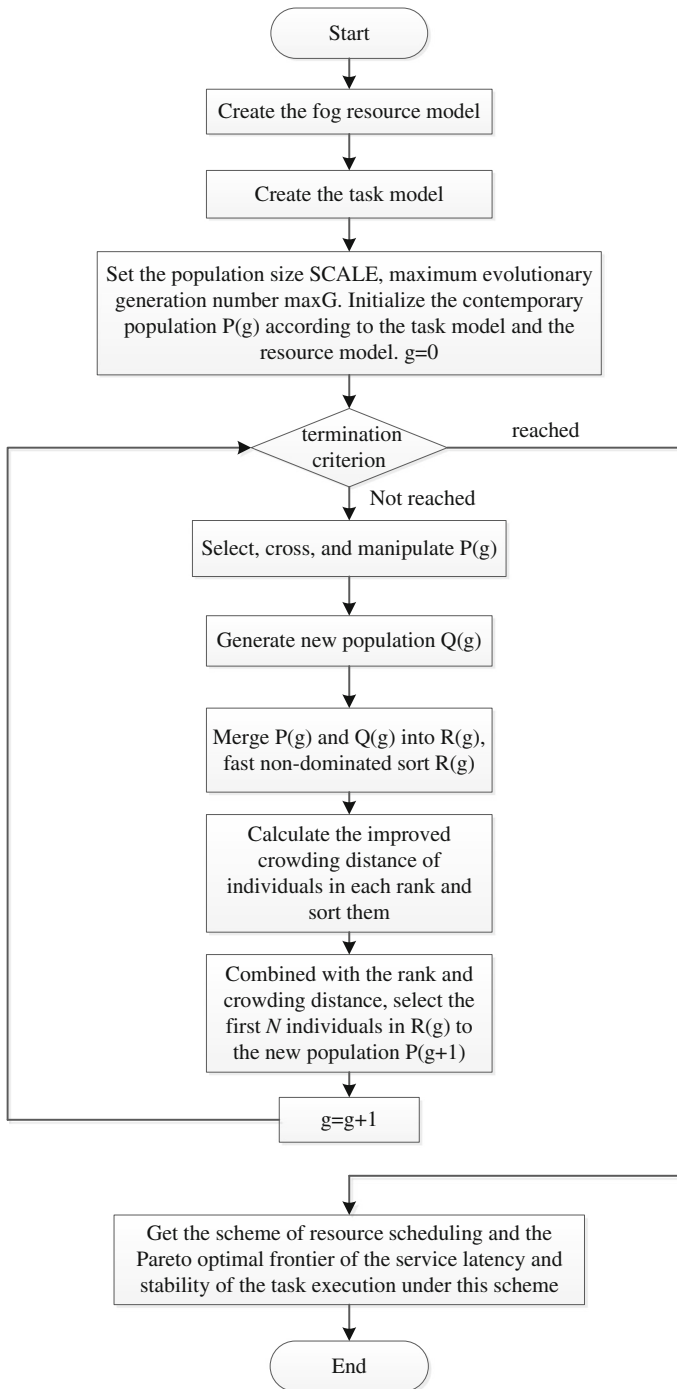 Start
Create the fog resource model
Create the task model
Set the population size SCALE, maximum evolutionary
generation number maxG. Initialize the contemporary
population P(g) according to the task model and the
resource model. g=0
termination
criterion
reached
Not reached
Select, cross, and manipulate P(g)
Generate new population Q(g)
Merge P(g) and Q(g) into R(g),
fast non-dominated sort R(g)
Calculate the improved
crowding distance of
individuals in each rank and
sort them
Combined with the rank and
crowding distance, select the
first N individuals in R(g) to
the new population P(g+1)
g=g+1
Get the scheme of resource scheduling and the
Pareto optimal frontier of the service latency and
stability of the task execution under this scheme
End